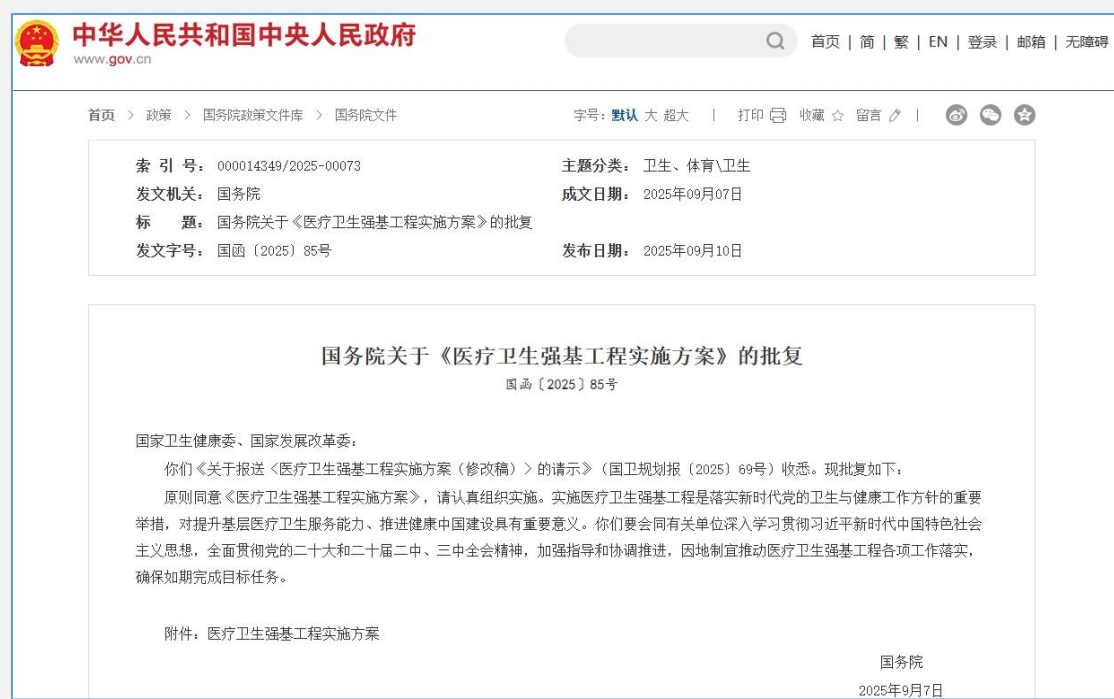 中华人民共和国中央人民政府
www.gov.cn
首页 | 简 | 繁 | EN | 登录 | 邮箱 | 无障碍
首页 > 政策 > 国务院政策文件库 > 国务院文件
字号：默认 大 超大 | 打印 收藏 留言 |
索 引 号： 000014349/2025-00073
主题分类： 卫生、体育\卫生
发文机关： 国务院
成文日期： 2025年09月07日
标 题： 国务院关于《医疗卫生强基工程实施方案》的批复
发文字号： 国函〔2025〕85号
发布日期： 2025年09月10日
国务院关于《医疗卫生强基工程实施方案》的批复
国函〔2025〕85号
国家卫生健康委、国家发展改革委：
你们《关于报送〈医疗卫生强基工程实施方案（修改稿）〉的请示》（国卫规划报〔2025〕69号）收悉。现批复如下：
原则同意《医疗卫生强基工程实施方案》，请认真组织实施。实施医疗卫生强基工程是落实新时代党的卫生与健康工作方针的重要
举措，对提升基层医疗卫生服务能力、推进健康中国建设具有重要意义。你们要会同有关单位深入学习贯彻习近平新时代中国特色社会
主义思想，全面贯彻党的二十大和二十届二中、三中全会精神，加强指导和协调推进，因地制宜推动医疗卫生强基工程各项工作落实，
确保如期完成目标任务。
附件：医疗卫生强基工程实施方案
国务院
2025年9月7日